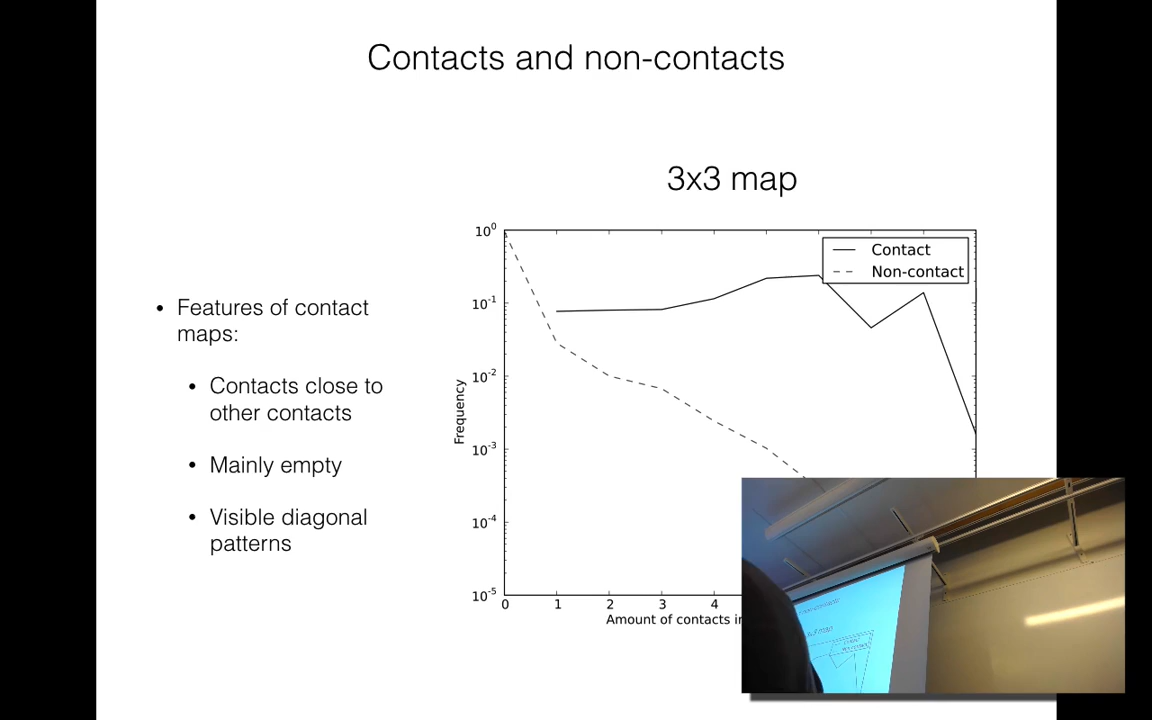 Contacts and non-contacts
3x3 map
• Features of contact
maps:
• Contacts close to
other contacts
• Mainly empty
• Visible diagonal
patterns
Contact
Non-contact
Frequency
10^0
10^-1
10^-2
10^-3
10^-4
10^-5
0 1 2 3 4
Amount of contacts